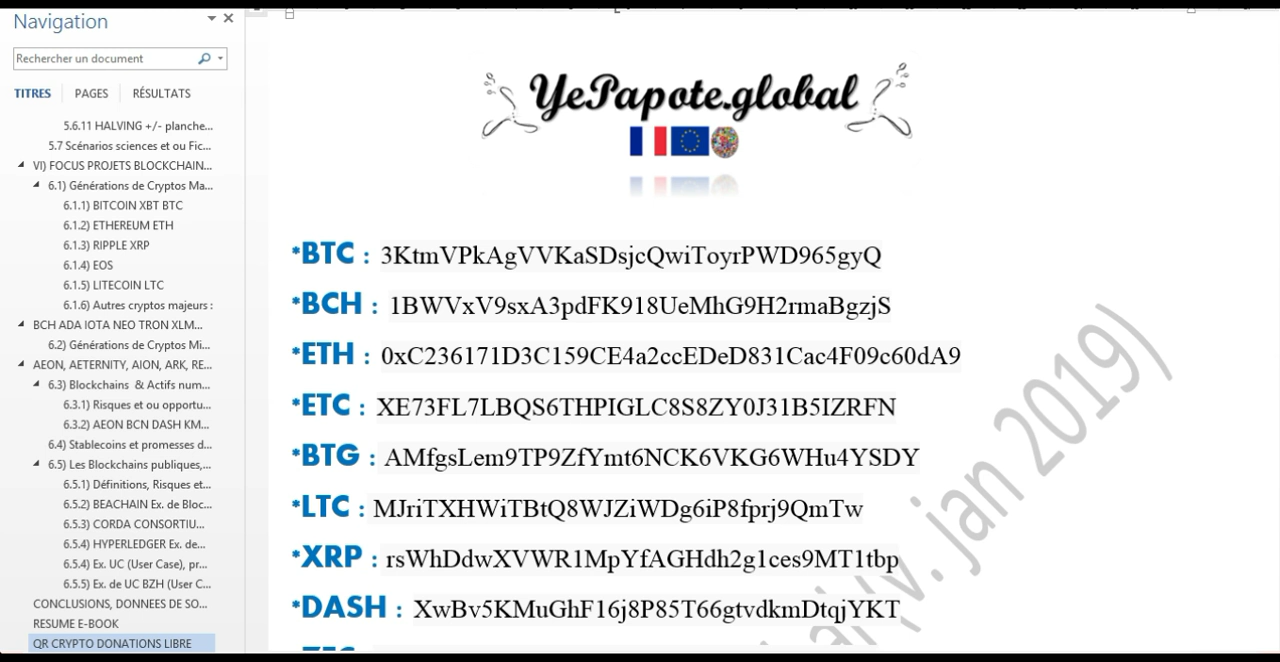 Navigation
Rechercher un document
TITRES PAGES RÉSULTATS
5.6.11 HALVING +/- planche...
5.7 Scénarios sciences et ou Fic...
VI) FOCUS PROJETS BLOCKCHAIN...
6.1) Générations de Cryptos Ma...
6.1.1) BITCOIN XBT BTC
6.1.2) ETHEREUM ETH
6.1.3) RIPPLE XRP
6.1.4) EOS
6.1.5) LITECOIN LTC
6.1.6) Autres cryptos majeurs :
BCH ADA IOTA NEO TRON XLM...
6.2) Générations de Cryptos Mi...
AEON, AETERNITY, AION, ARK, RE...
6.3) Blockchains & Actifs num...
6.3.1) Risques et ou opportu...
6.3.2) AEON BCN DASH KM...
6.4) Stablecoins et promesses d...
6.5) Les Blockchains publiques,...
6.5.1) Définitions, Risques et...
6.5.2) BEACHAIN Ex. de Bloc...
6.5.3) CORDA CONSORTIU...
6.5.4) HYPERLEDGER Ex. de...
6.5.4) Ex. UC (User Case), pr...
6.5.5) Ex. de UC BZH (User C...
CONCLUSIONS, DONNEES DE SO...
RESUME E-BOOK
QR CRYPTO DONATIONS LIBRE
YePapote.global
*BTC : 3KtmVPkAgVVKaSDsjcQwiToyrPWD965gyQ
*BCH : 1BWVxV9sxA3pdFK918UeMhG9H2rmaBgzjS
*ETH : 0xC236171D3C159CE4a2ccEDeD831Cac4F09c60dA9
*ETC : XE73FL7LBQS6THPIGLC8S8ZY0J31B5IZRFN
*BTG : AMfgsLem9TP9ZfYmt6NCK6VKG6WHu4YSDY
*LTC : MJriTXHWiTBtQ8WJZiWDg6iP8fprj9QmTw
*XRP : rsWhDdwXVWR1MpYfAGHdh2g1ces9MT1tbp
*DASH : XwBv5KMuGhF16j8P85T66gtvdkmDtqjYKT
(v. jan 2019)